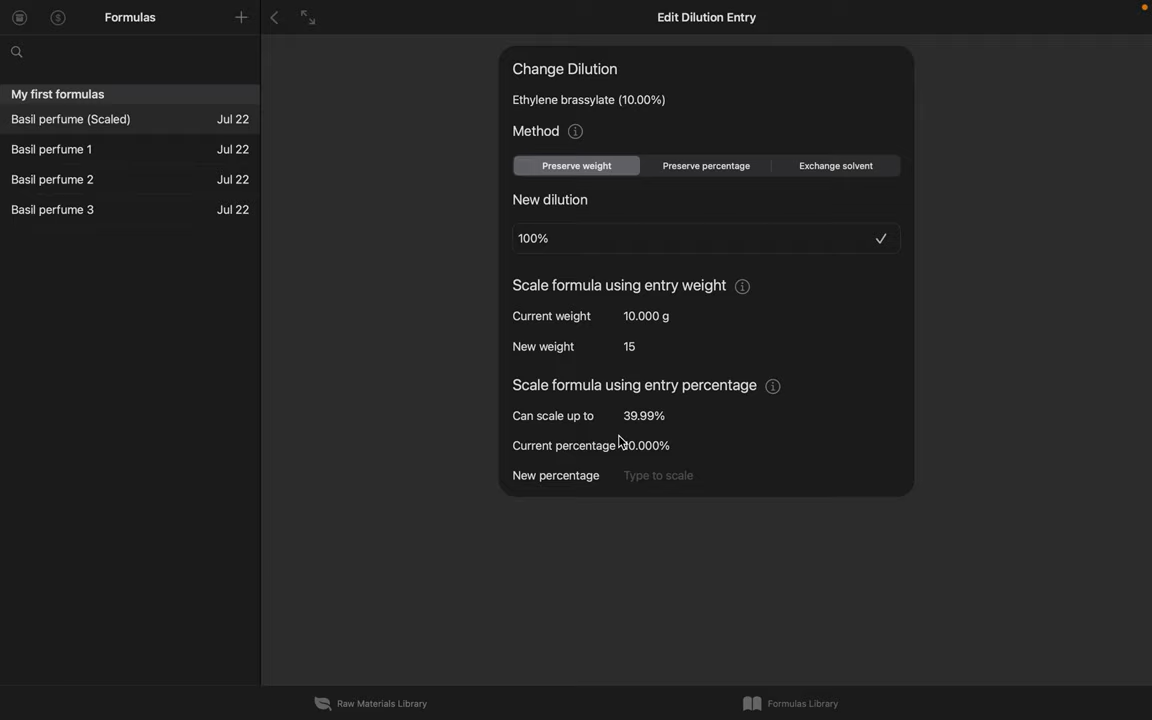 Formulas
Edit Dilution Entry
My first formulas
Basil perfume (Scaled) Jul 22
Basil perfume 1 Jul 22
Basil perfume 2 Jul 22
Basil perfume 3 Jul 22
Change Dilution
Ethylene brassylate (10.00%)
Method
Preserve weight Preserve percentage Exchange solvent
New dilution
100%
Scale formula using entry weight
Current weight 10.000 g
New weight 15
Scale formula using entry percentage
Can scale up to 39.99%
Current percentage 0.000%
New percentage Type to scale
Raw Materials Library
Formulas Library